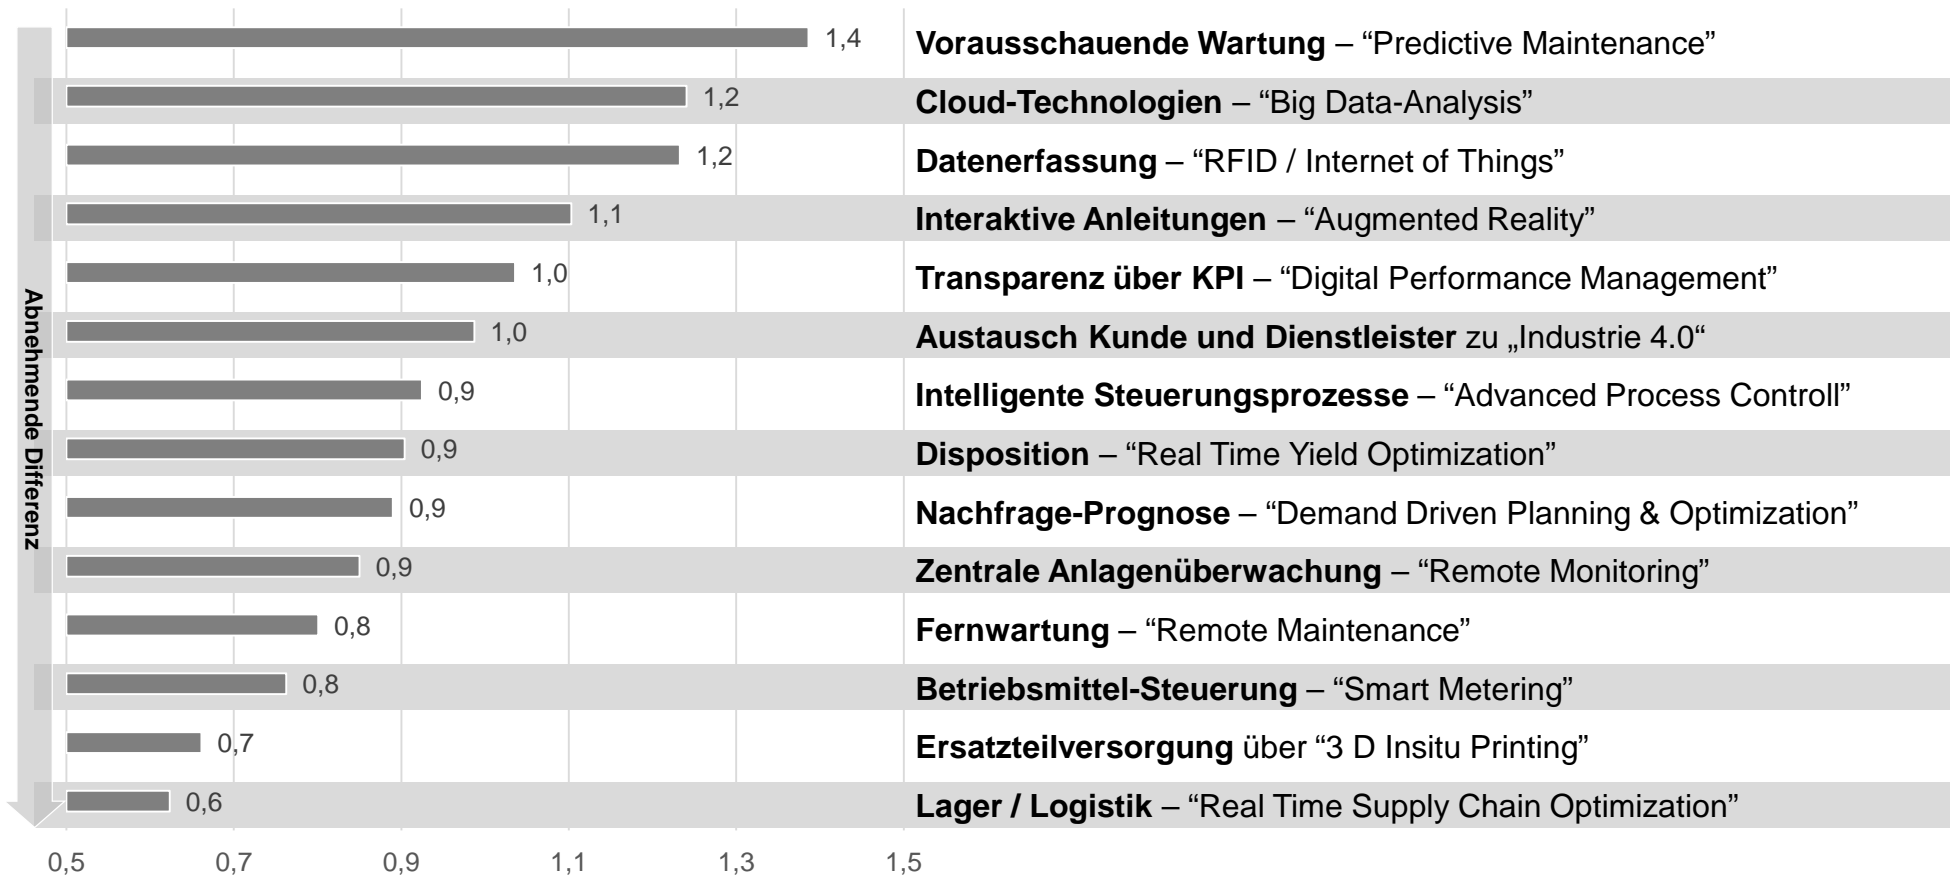 1,4 Vorausschauende Wartung – “Predictive Maintenance”
1,2 Cloud-Technologien – “Big Data-Analysis”
1,2 Datenerfassung – “RFID / Internet of Things”
1,1 Interaktive Anleitungen – “Augmented Reality”
1,0 Transparenz über KPI – “Digital Performance Management”
1,0 Austausch Kunde und Dienstleister zu „Industrie 4.0“
0,9 Intelligente Steuerungsprozesse – “Advanced Process Controll”
0,9 Disposition – “Real Time Yield Optimization”
0,9 Nachfrage-Prognose – “Demand Driven Planning & Optimization”
0,9 Zentrale Anlagenüberwachung – “Remote Monitoring”
0,8 Fernwartung – “Remote Maintenance”
0,8 Betriebsmittel-Steuerung – “Smart Metering”
0,7 Ersatzteilversorgung über “3 D Insitu Printing”
0,6 Lager / Logistik – “Real Time Supply Chain Optimization”
Abnehmende Differenz
0,5 0,7 0,9 1,1 1,3 1,5